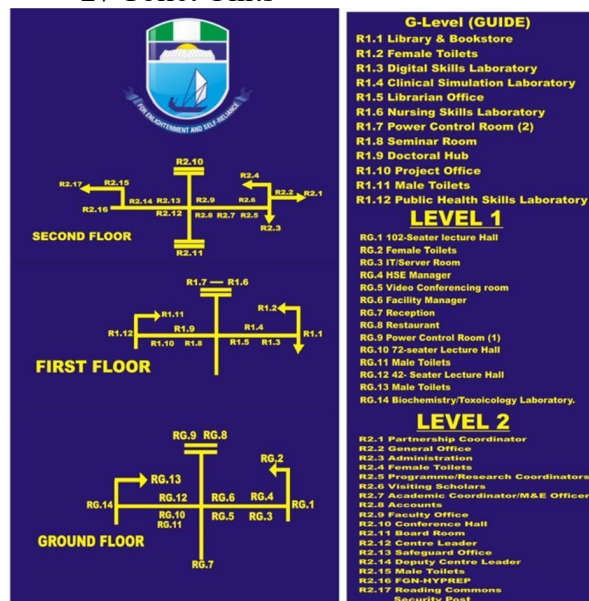 27 Toilet Units
FOR ENLIGHTENMENT AND SELF-RELIANCE
R2.10
R2.17 R2.15 R2.4
R2.14 R2.13 R2.9 R2.6 R2.2 R2.1
R2.16 R2.12 R2.8 R2.7 R2.5
R2.3
SECOND FLOOR
R2.11
R1.7 R1.6
R1.11 R1.2
R1.12 R1.9 R1.4 R1.1
R1.10 R1.8 R1.5 R1.3
FIRST FLOOR
RG.9 RG.8
RG.2
RG.13
RG.12 RG.6 RG.4
RG.14 RG.1
RG.10 RG.5 RG.3
RG.11
GROUND FLOOR
RG.7
G-Level (GUIDE)
R1.1 Library & Bookstore
R1.2 Female Toilets
R1.3 Digital Skills Laboratory
R1.4 Clinical Simulation Laboratory
R1.5 Librarian Office
R1.6 Nursing Skills Laboratory
R1.7 Power Control Room (2)
R1.8 Seminar Room
R1.9 Doctoral Hub
R1.10 Project Office
R1.11 Male Toilets
R1.12 Public Health Skills Laboratory
LEVEL 1
RG.1 102-Seater lecture Hall
RG.2 Female Toilets
RG.3 IT/Server Room
RG.4 HSE Manager
RG.5 Video Conferencing room
RG.6 Facility Manager
RG.7 Reception
RG.8 Restaurant
RG.9 Power Control Room (1)
RG.10 72-seater Lecture Hall
RG.11 Male Toilets
RG.12 42- Seater Lecture Hall
RG.13 Male Toilets
RG.14 Biochemistry/Toxoicology Laboratory.
LEVEL 2
R2.1 Partnership Coordinator
R2.2 General Office
R2.3 Administration
R2.4 Female Toilets
R2.5 Programme/Research Coordinators
R2.6 Visiting Scholars
R2.7 Academic Coordinator/M&E Officer
R2.8 Accounts
R2.9 Faculty Office
R2.10 Conference Hall
R2.11 Board Room
R2.12 Centre Leader
R2.13 Safeguard Office
R2.14 Deputy Centre Leader
R2.15 Male Toilets
R2.16 FGN-HYPREP
R2.17 Reading Commons
Security Post